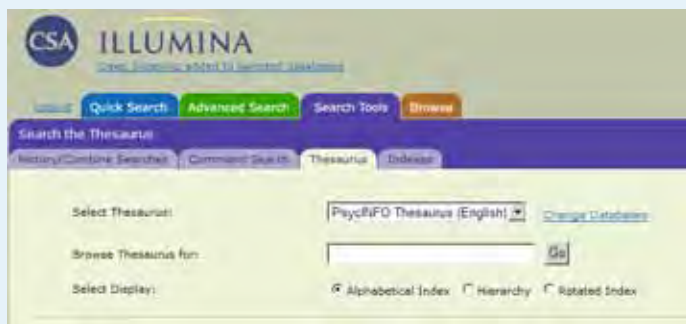 CSA ILLUMINA
Quick Search Advanced Search Search Tools Browse
Search the Thesaurus
History/Combine Searches Command Search Thesaurus Indexes
Select Thesaurus: PsycINFO Thesaurus (English) Change Databases
Browse Thesaurus for: Go
Select Display: Alphabetical Index Hierarchy Rotated Index